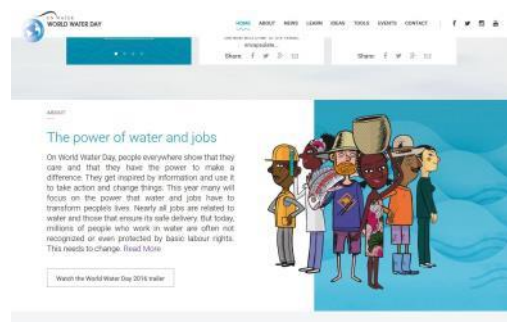 UN WATER
WORLD WATER DAY
HOME ABOUT NEWS LEARN IDEAS TOOLS EVENTS CONTACT
encapsulate...
Share:
Share:
ABOUT
The power of water and jobs
On World Water Day, people everywhere show that they
care and that they have the power to make a
difference. They get inspired by information and use it
to take action and change things. This year many will
focus on the power that water and jobs have to
transform people's lives. Nearly all jobs are related to
water and those that ensure its safe delivery. But today,
millions of people who work in water are often not
recognized or even protected by basic labour rights.
This needs to change. Read More
Watch the World Water Day 2016 trailer